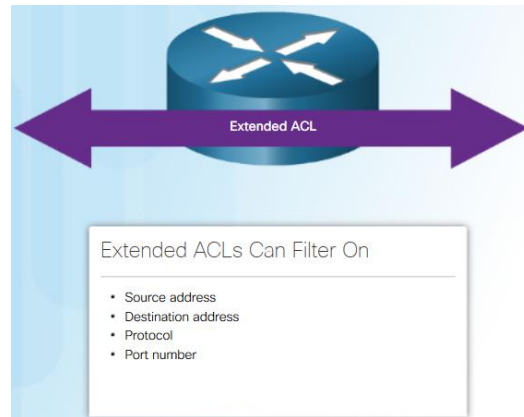 Extended ACL
Extended ACLs Can Filter On
• Source address
• Destination address
• Protocol
• Port number